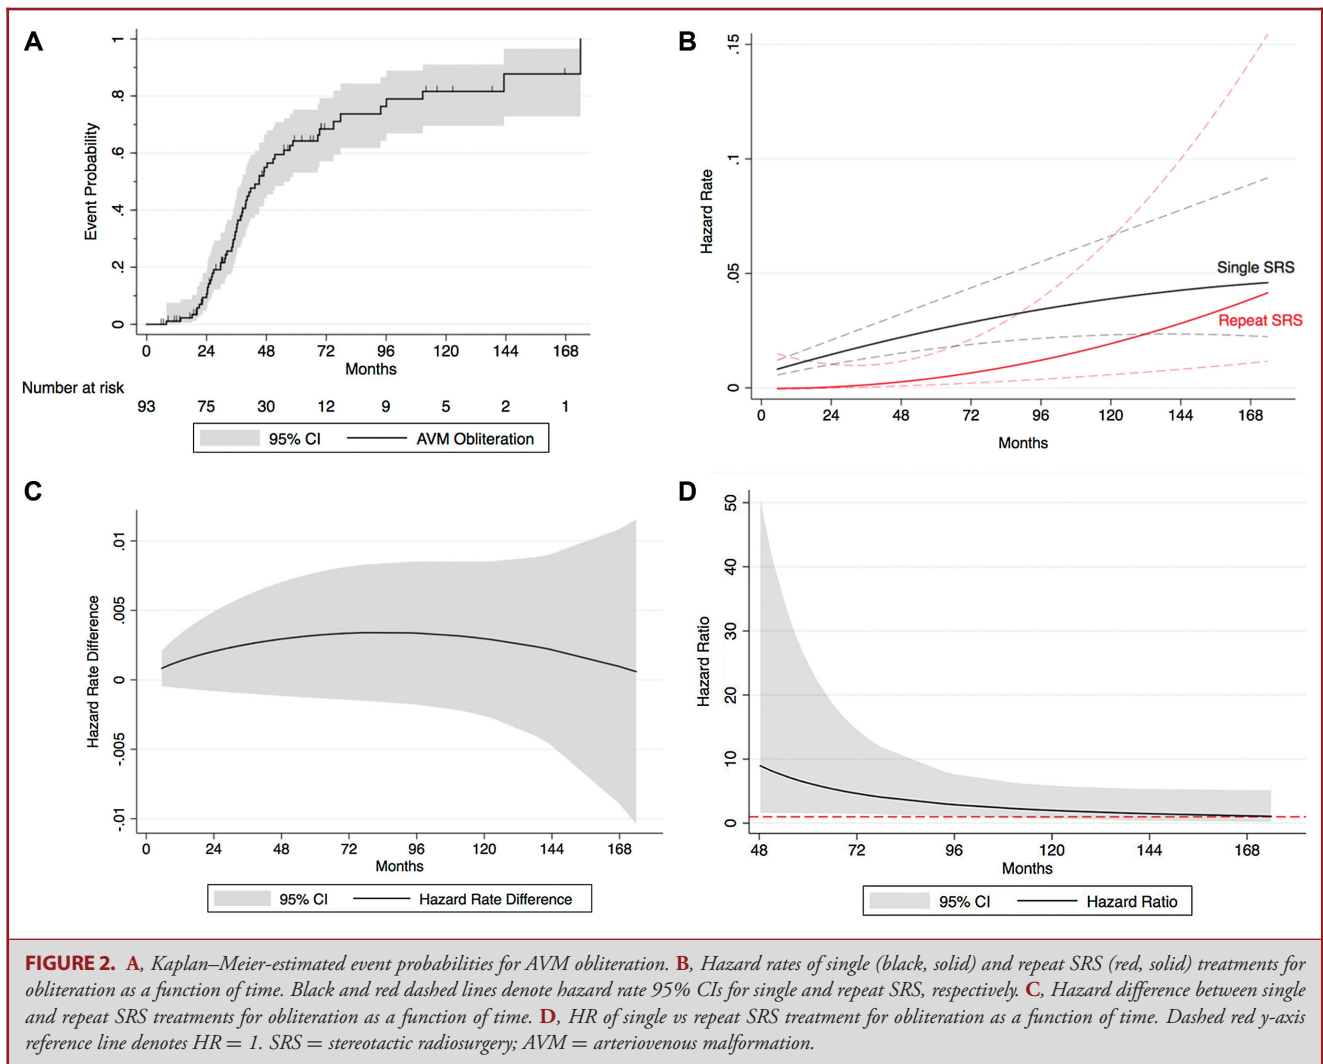 A
Event Probability
1
.8
.6
.4
.2
0
0 24 48 72 96 120 144 168
Months
Number at risk
93 75 30 12 9 5 2 1
95% CI AVM Obliteration
B
Hazard Rate
.15
.1
.05
0
Single SRS
Repeat SRS
0 24 48 72 96 120 144 168
Months
C
Hazard Rate Difference
.01
.005
0
-.005
-.01
0 24 48 72 96 120 144 168
Months
95% CI Hazard Rate Difference
D
Hazard Ratio
50
40
30
20
10
0
48 72 96 120 144 168
Months
95% CI Hazard Ratio
FIGURE 2. A, Kaplan–Meier-estimated event probabilities for AVM obliteration. B, Hazard rates of single (black, solid) and repeat SRS (red, solid) treatments for
obliteration as a function of time. Black and red dashed lines denote hazard rate 95% CIs for single and repeat SRS, respectively. C, Hazard difference between single
and repeat SRS treatments for obliteration as a function of time. D, HR of single vs repeat SRS treatment for obliteration as a function of time. Dashed red y-axis
reference line denotes HR = 1. SRS = stereotactic radiosurgery; AVM = arteriovenous malformation.